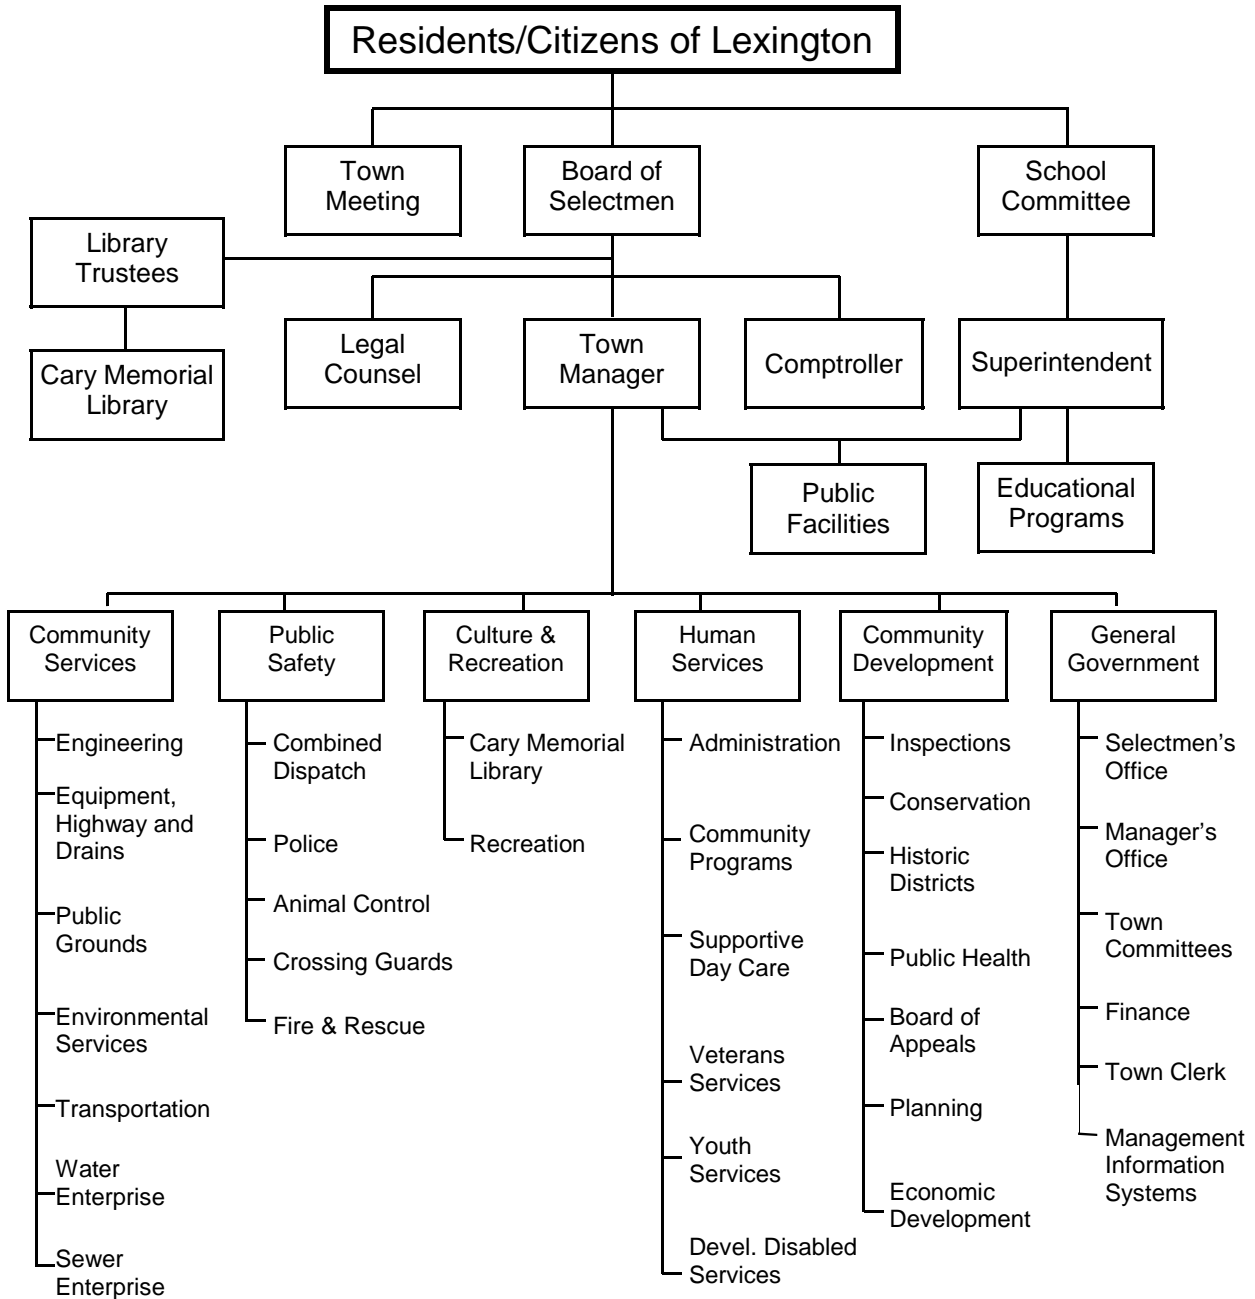 Residents/Citizens of Lexington
Town
Meeting
Board of
Selectmen
School
Committee
Library
Trustees
Cary Memorial
Library
Legal
Counsel
Town
Manager
Comptroller
Superintendent
Public
Facilities
Educational
Programs
Community
Services
Public
Safety
Culture &
Recreation
Human
Services
Community
Development
General
Government
Engineering
Equipment,
Highway and
Drains
Public
Grounds
Environmental
Services
Transportation
Water
Enterprise
Sewer
Enterprise
Combined
Dispatch
Police
Animal Control
Crossing Guards
Fire & Rescue
Cary Memorial
Library
Recreation
Administration
Community
Programs
Supportive
Day Care
Veterans
Services
Youth
Services
Devel. Disabled
Services
Inspections
Conservation
Historic
Districts
Public Health
Board of
Appeals
Planning
Economic
Development
Selectmen's
Office
Manager's
Office
Town
Committees
Finance
Town Clerk
Management
Information
Systems